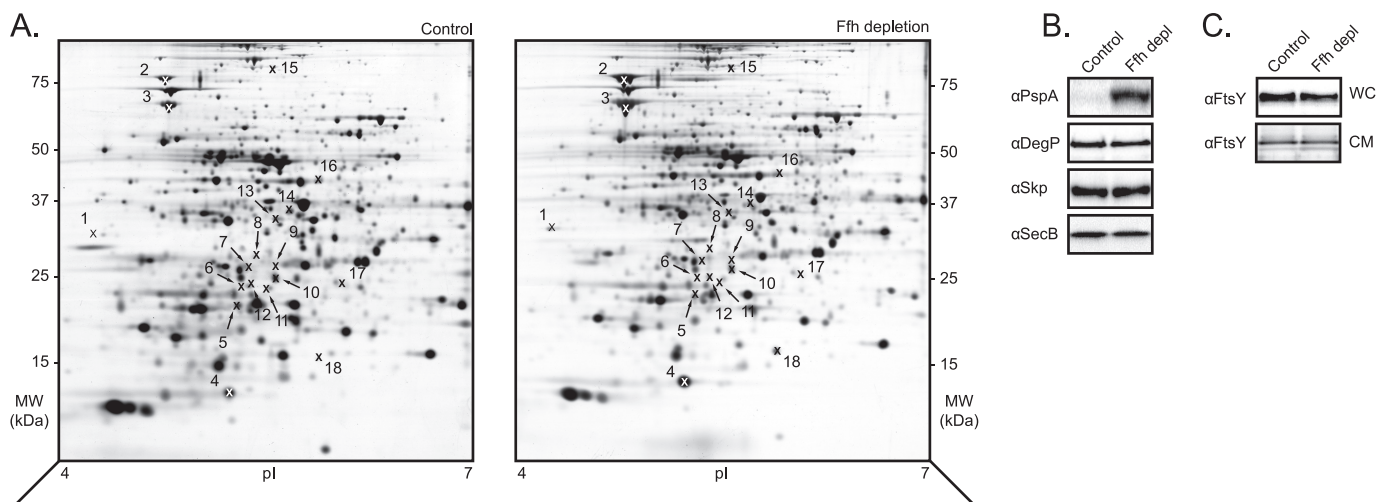 A.
Control
Ffh depletion
B.
C.
Control
Ffh depl
Control
Ffh depl
75
50
37
25
15
MW
(kDa)
1
2
3
4
5
6
7
8
9
10
11
12
13
14
15
16
17
18
x
4
pI
7
1
2
3
4
5
6
7
8
9
10
11
12
13
14
15
16
17
18
x
4
pI
7
75
50
37
25
15
MW
(kDa)
αPspA
αDegP
αSkp
αSecB
αFtsY
WC
αFtsY
CM